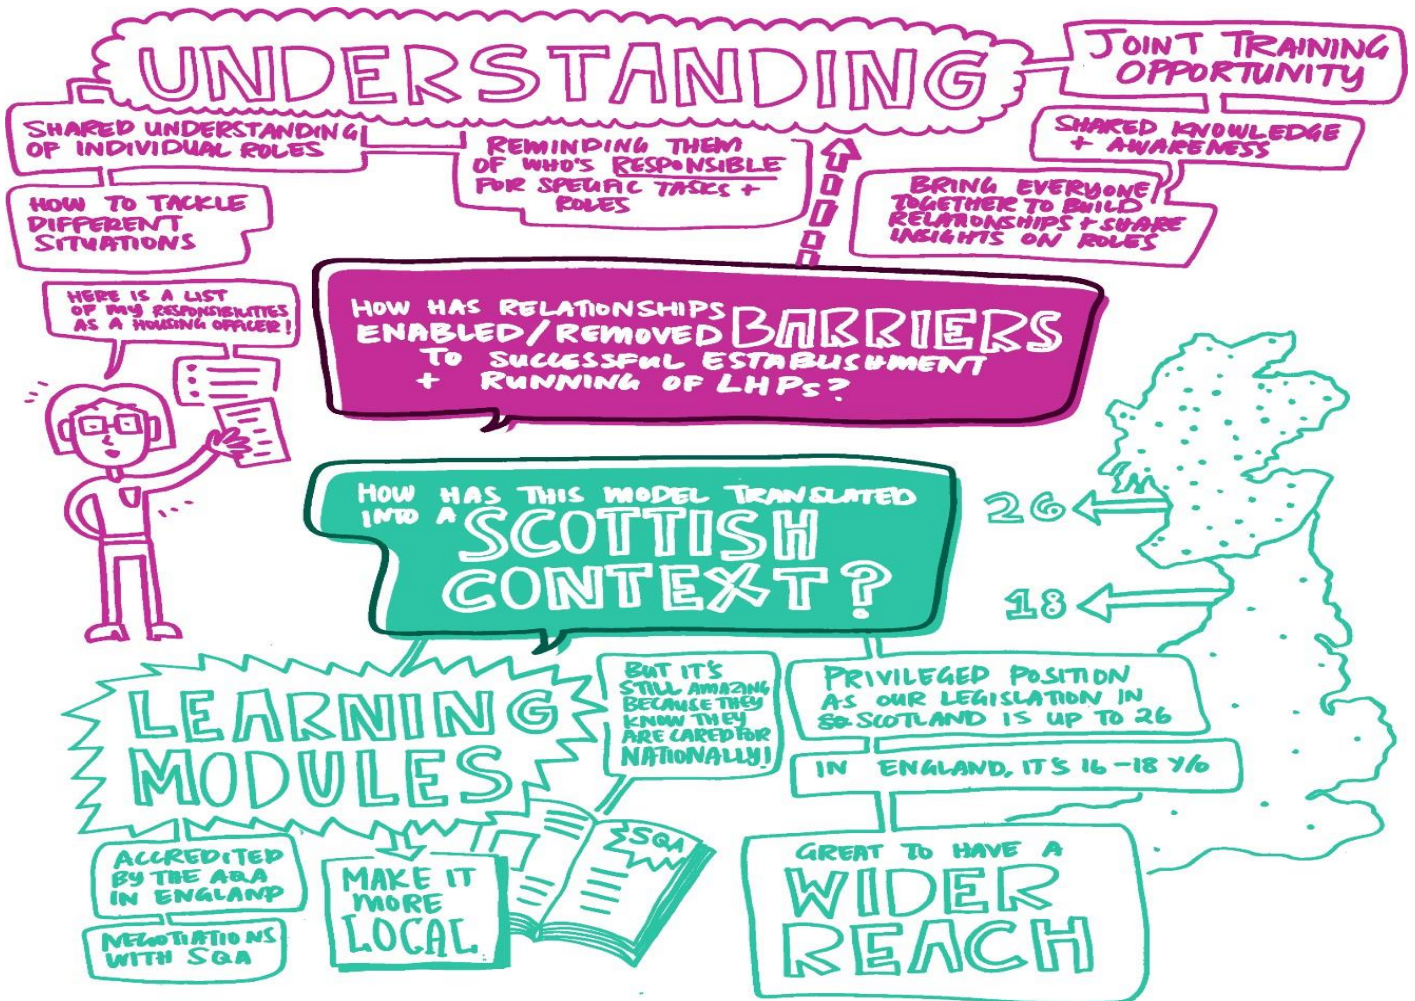 UNDERSTANDING
JOINT TRAINING
OPPORTUNITY
SHARED KNOWLEDGE
+ AWARENESS
BRING EVERYONE
TOGETHER TO BUILD
RELATIONSHIPS + SHARE
INSIGHTS ON ROLES
SHARED UNDERSTANDING
OF INDIVIDUAL ROLES
REMINDING THEM
OF WHO'S RESPONSIBLE
FOR SPECIFIC TASKS +
ROLES
HOW TO TACKLE
DIFFERENT
SITUATIONS
HERE IS A LIST
OF MY RESPONSIBILITIES
AS A HOUSING OFFICER!
HOW HAS RELATIONSHIPS
ENABLED/REMOVED BARRIERS
TO SUCCESSFUL ESTABLISHMENT
+ RUNNING OF LHPs?
HOW HAS THIS MODEL TRANSLATED
INTO A SCOTTISH
CONTEXT?
26
18
LEARNING
MODULES
BUT IT'S
STILL AMAZING
BECAUSE THEY
KNOW THEY
ARE CARED FOR
NATIONALLY!
PRIVILEGED POSITION
AS OUR LEGISLATION IN
SCOTLAND IS UP TO 26
IN ENGLAND, IT'S 16-18 Y/O
GREAT TO HAVE A
WIDER
REACH
ACCREDITED
BY THE AQA
IN ENGLAND
NEGOTIATIONS
WITH SQA
MAKE IT
MORE
LOCAL
SQA